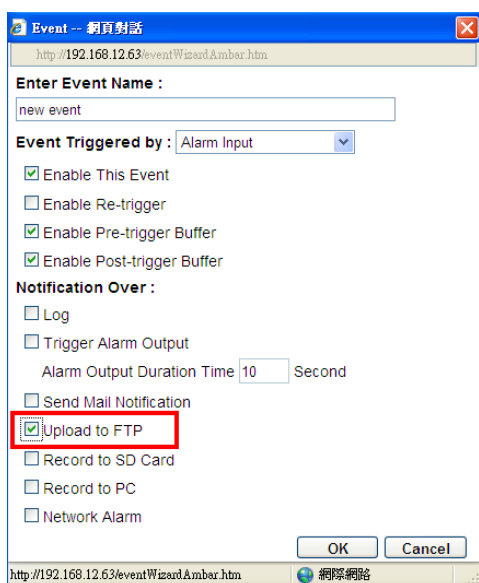 Event -- 網頁對話
http://192.168.12.63/eventWizardAmbar.htm
Enter Event Name :
new event
Event Triggered by : Alarm Input
Enable This Event
Enable Re-trigger
Enable Pre-trigger Buffer
Enable Post-trigger Buffer
Notification Over :
Log
Trigger Alarm Output
Alarm Output Duration Time 10 Second
Send Mail Notification
Upload to FTP
Record to SD Card
Record to PC
Network Alarm
OK Cancel
http://192.168.12.63/eventWizardAmbar.htm 網際網路